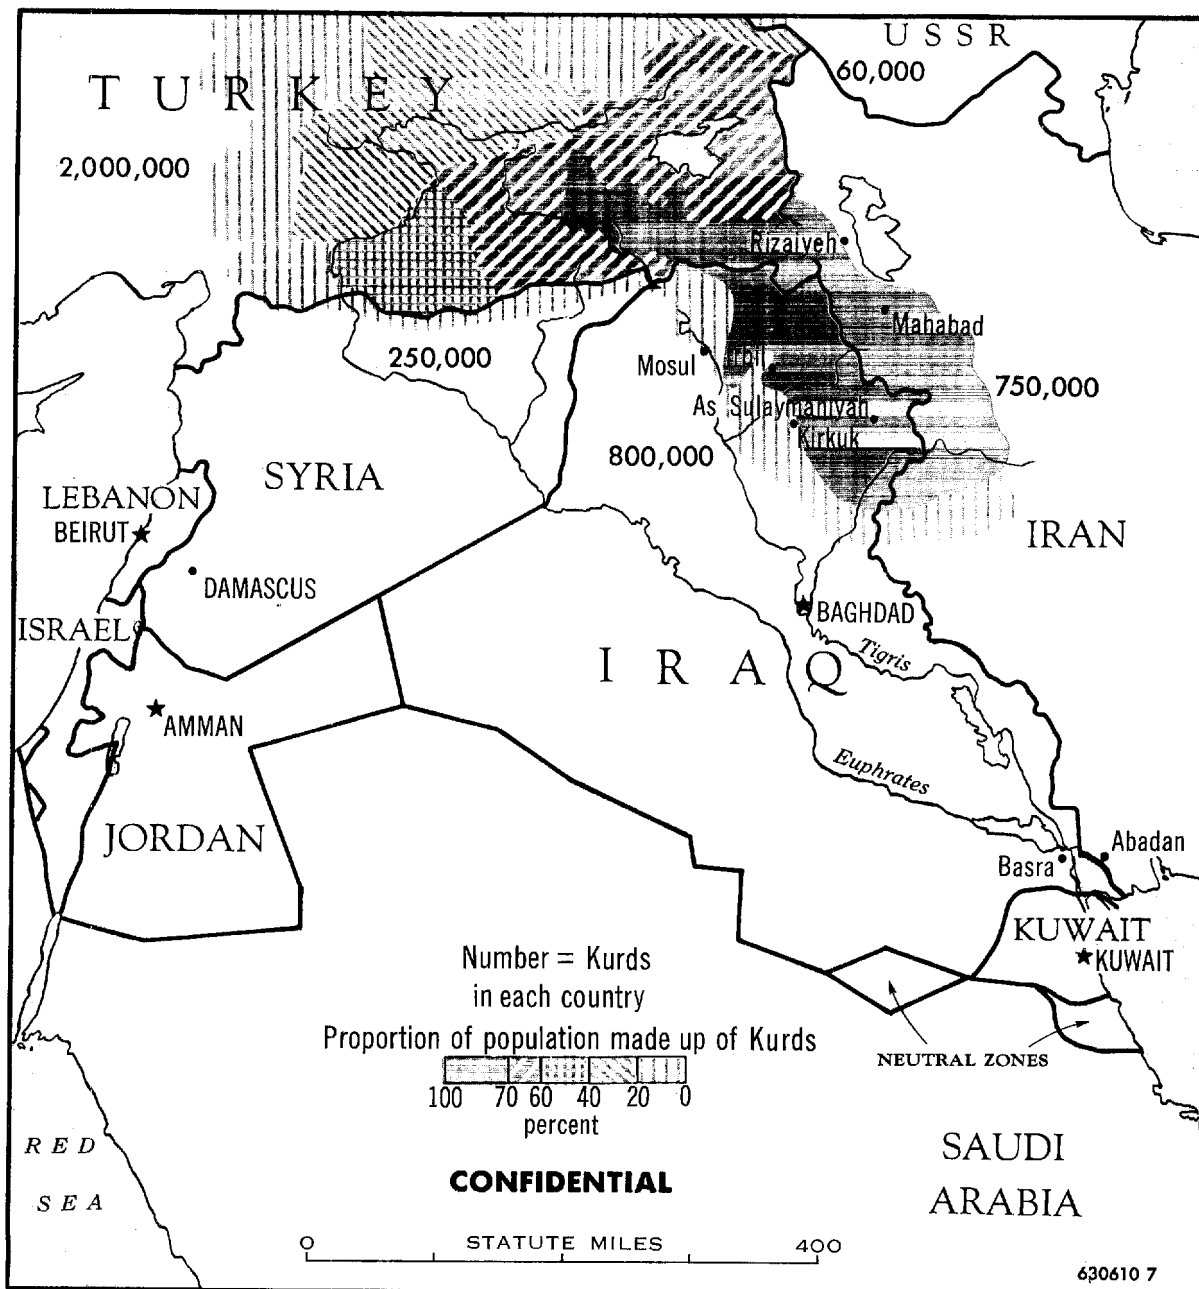 USSR
60,000
TURKEY
2,000,000
Rizaiyeh
Mahabad
250,000
Mosul
Irbil
750,000
As Sulaymaniyah
Kirkuk
800,000
SYRIA
LEBANON
BEIRUT
IRAN
DAMASCUS
BAGHDAD
ISRAEL
IRAQ
Tigris
AMMAN
Euphrates
JORDAN
Abadan
Basra
KUWAIT
KUWAIT
Number = Kurds
in each country
Proportion of population made up of Kurds
100 70 60 40 20 0
percent
NEUTRAL ZONES
RED
SEA
SAUDI
ARABIA
CONFIDENTIAL
0 STATUTE MILES 400
630610 7